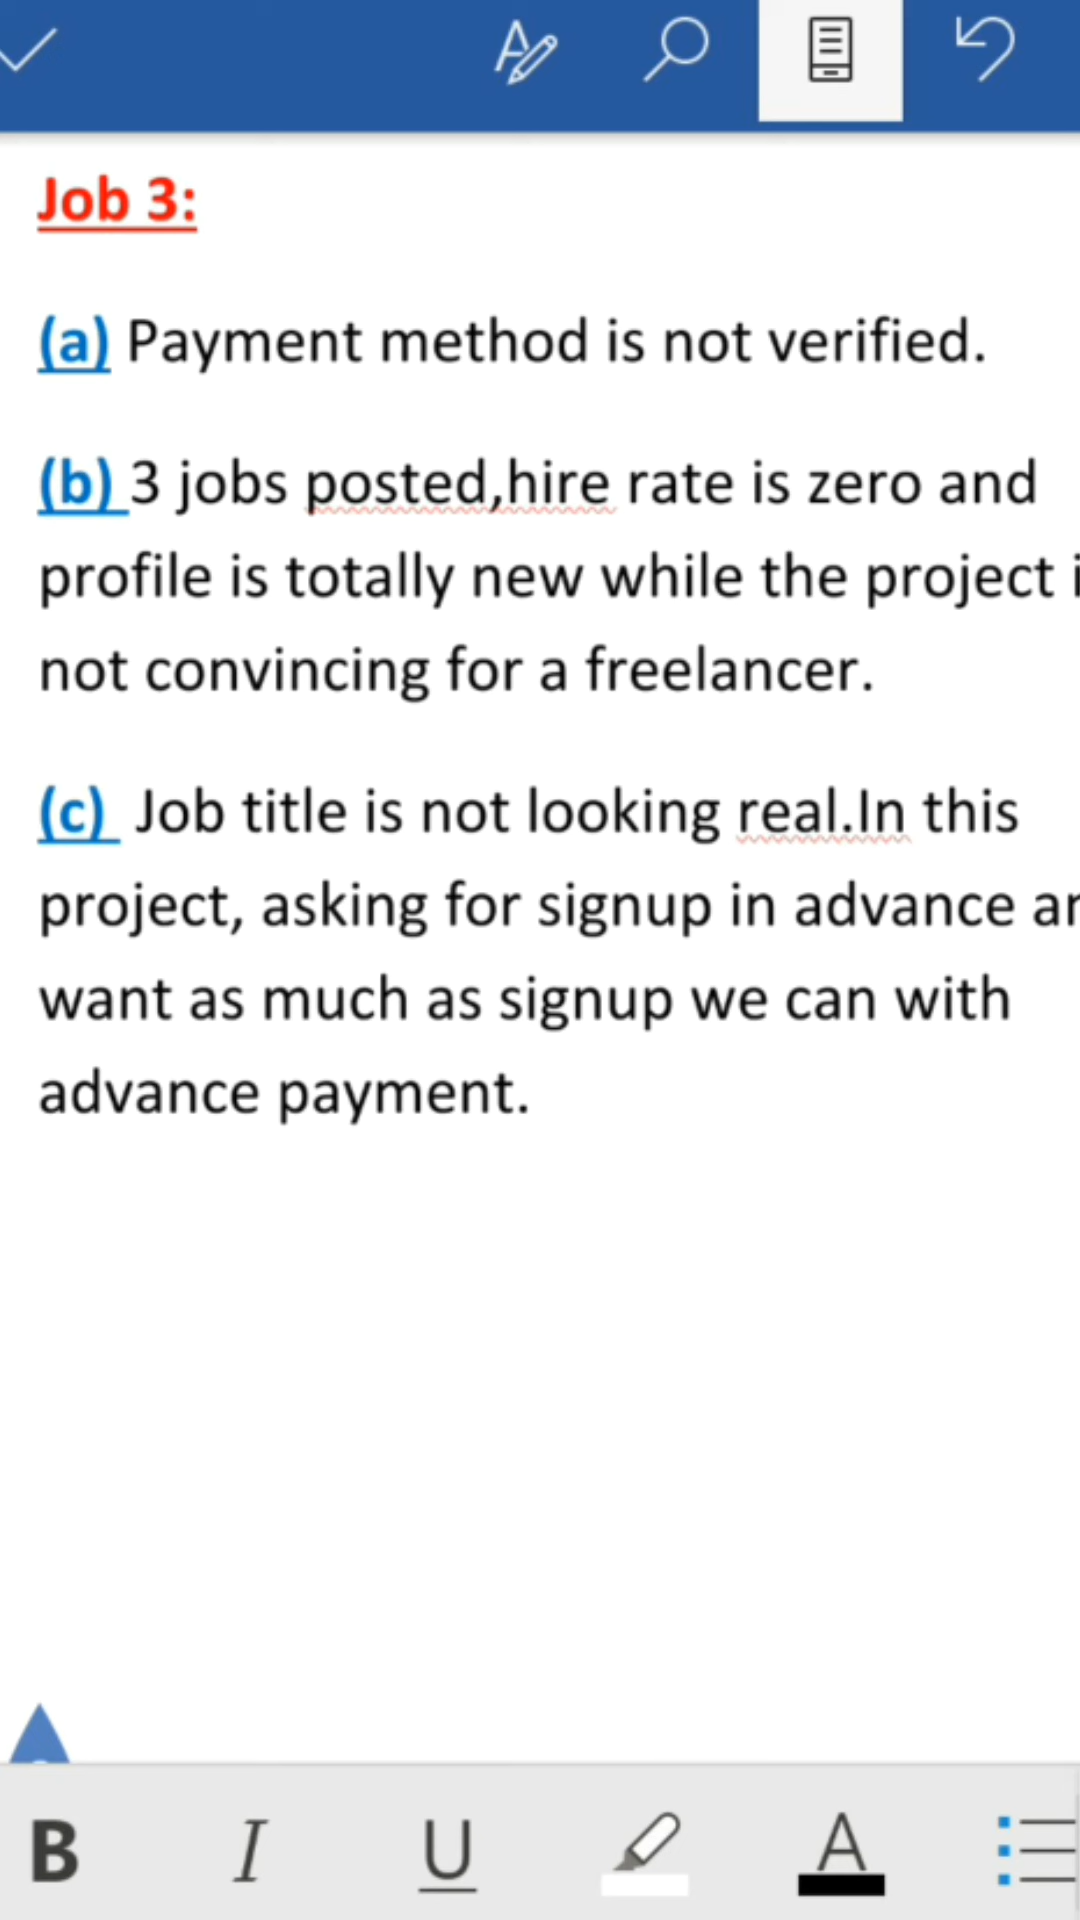 Job 3:
(a) Payment method is not verified.
(b) 3 jobs posted,hire rate is zero and
profile is totally new while the project
not convincing for a freelancer.
(c) Job title is not looking real.In this
project, asking for signup in advance
want as much as signup we can with
advance payment.
B I U A